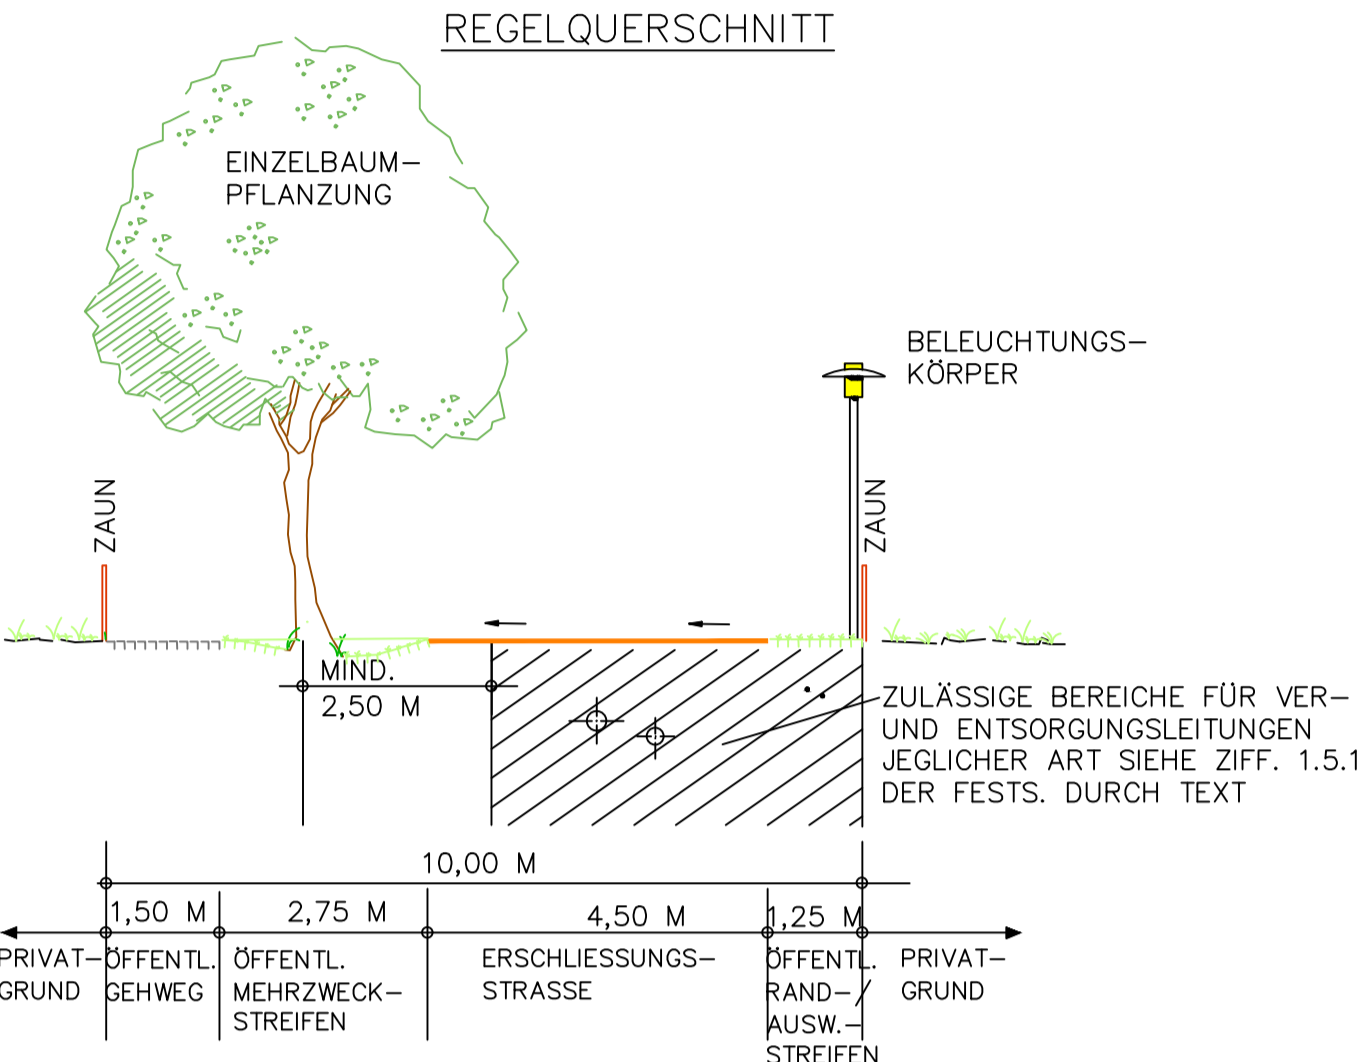 REGELQUERSCHNITT
EINZELBAUM-
PFLANZUNG
BELEUCHTUNGS-
KÖRPER
ZAUN
ZAUN
MIND.
2,50 M
ZULÄSSIGE BEREICHE FÜR VER-
UND ENTSORGUNGSLEITUNGEN
JEGLICHER ART SIEHE ZIFF. 1.5.1
DER FESTS. DURCH TEXT
10,00 M
1,50 M
2,75 M
4,50 M
1,25 M
PRIVAT-
GRUND
ÖFFENTL.
GEHWEG
ÖFFENTL.
MEHRZWECK-
STREIFEN
ERSCHLIESSUNGS-
STRASSE
ÖFFENTL.
RAND-/
AUSW.-
STREIFEN
PRIVAT-
GRUND